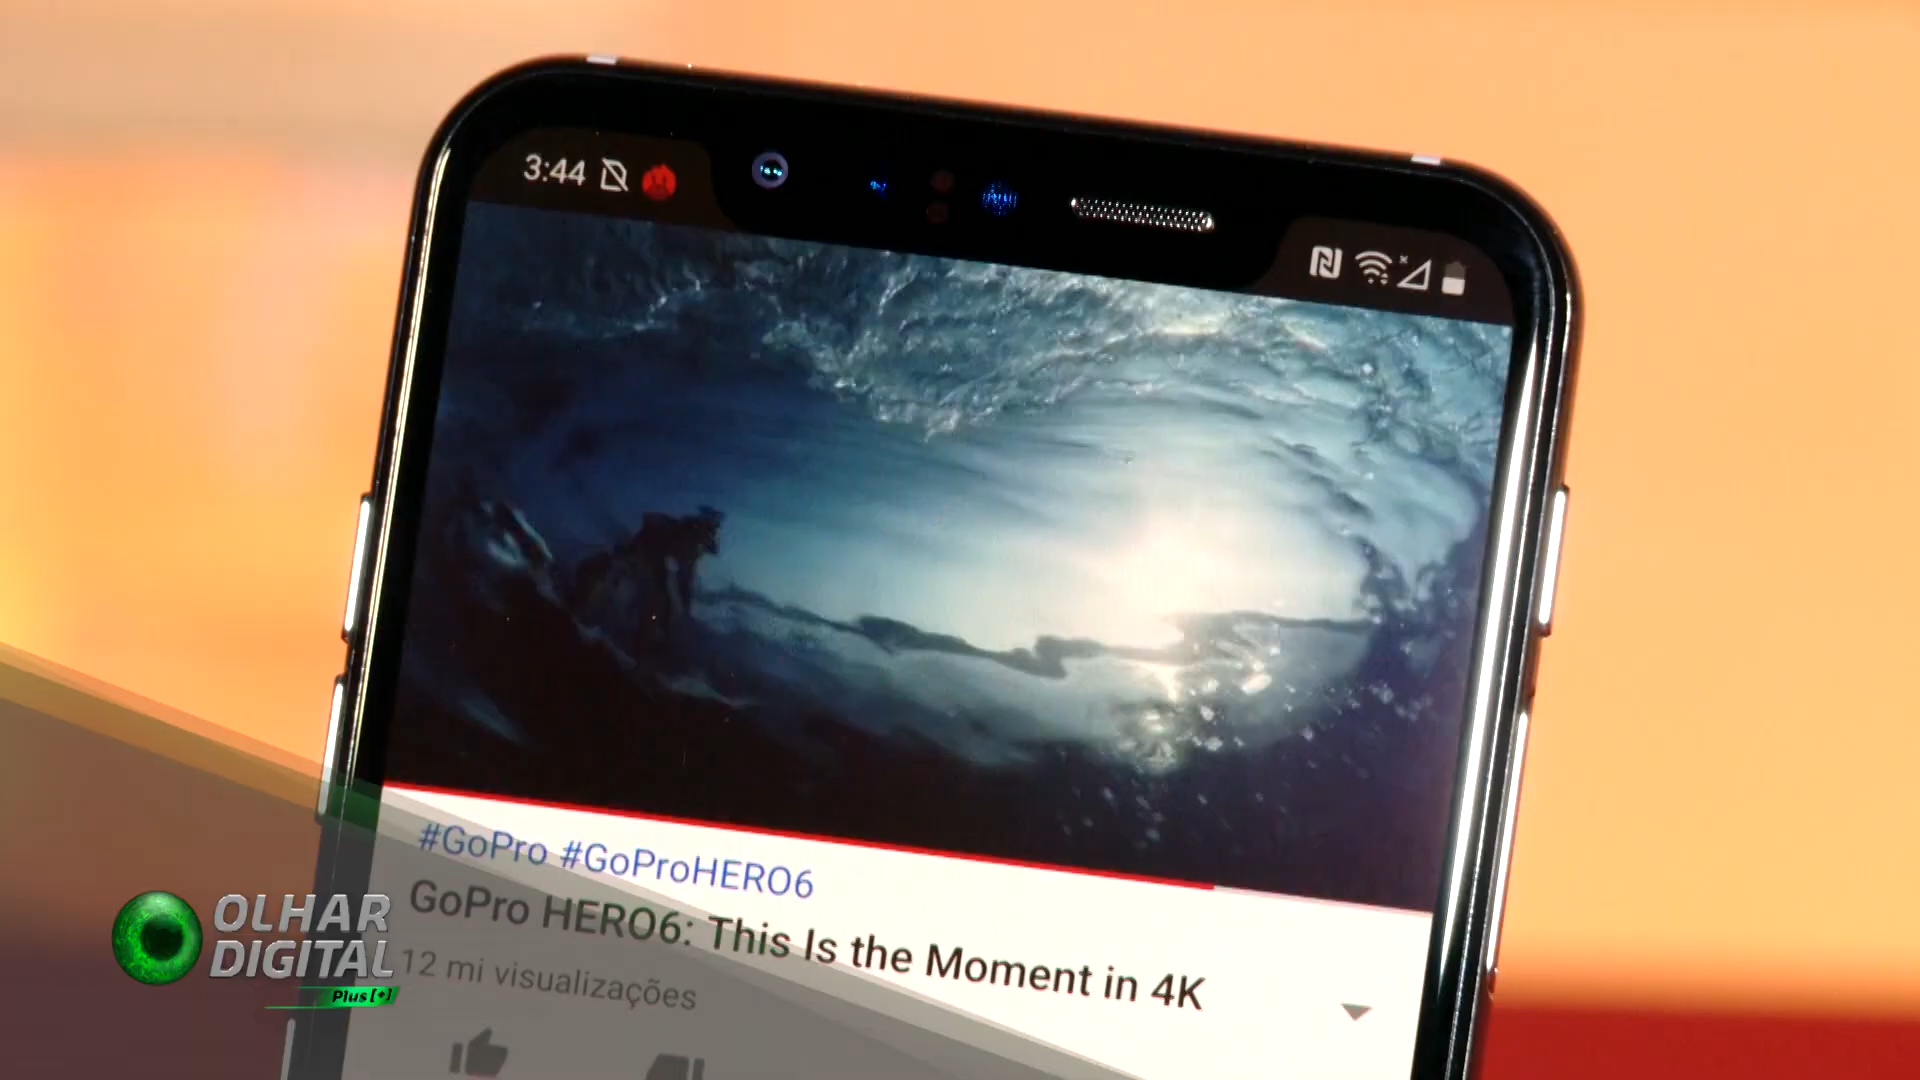 3:44
#GoPro #GoProHERO6
GoPro HERO6: This Is the Moment in 4K
12 mi visualizações
OLHAR
DIGITAL
Plus [+]